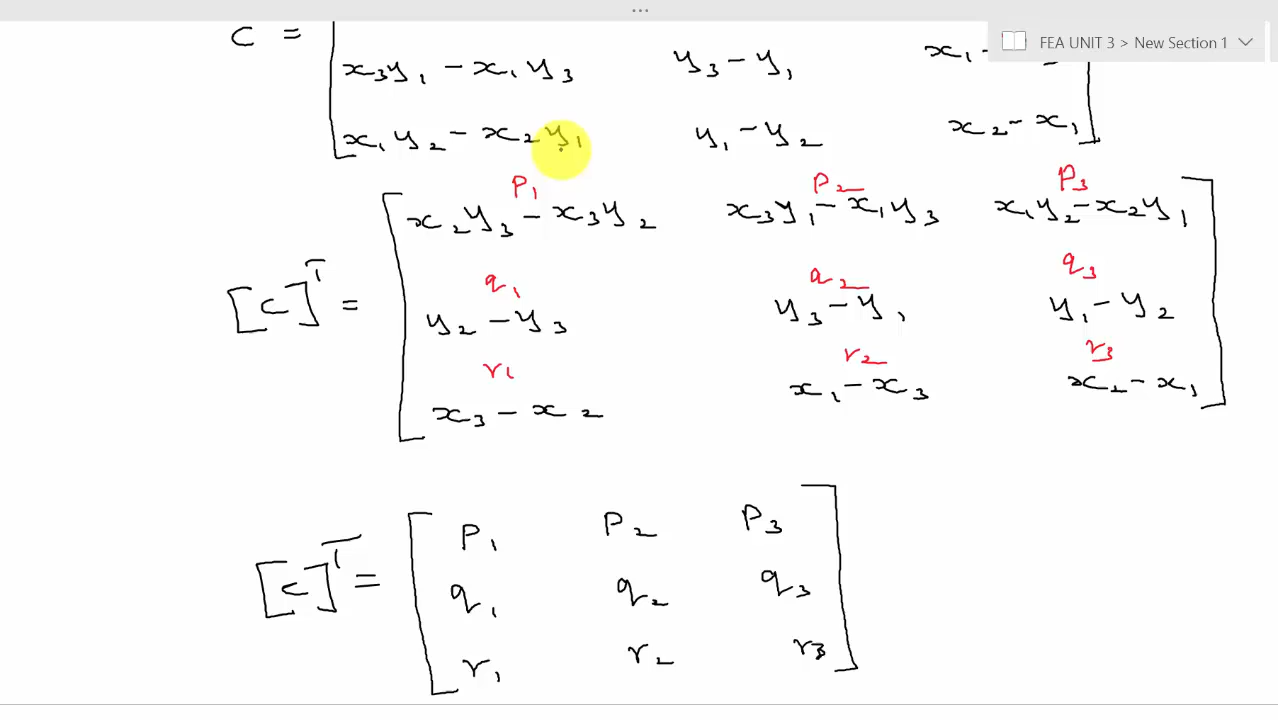 ...
FEA UNIT 3 > New Section 1
C =
x₃y₁ - x₁y₃ y₃ - y₁ x₁ -
x₁y₂ - x₂y₁ y₁ - y₂ x₂ - x₁
P₁ P₂ P₃
x₂y₃ - x₃y₂ x₃y₁ - x₁y₃ x₁y₂ - x₂y₁
q₁ q₂ q₃
[C]ᵀ = y₂ - y₃ y₃ - y₁ y₁ - y₂
r₁ r₂ r₃
x₃ - x₂ x₁ - x₃ x₂ - x₁
P₁ P₂ P₃
[C]ᵀ = q₁ q₂ q₃
r₁ r₂ r₃